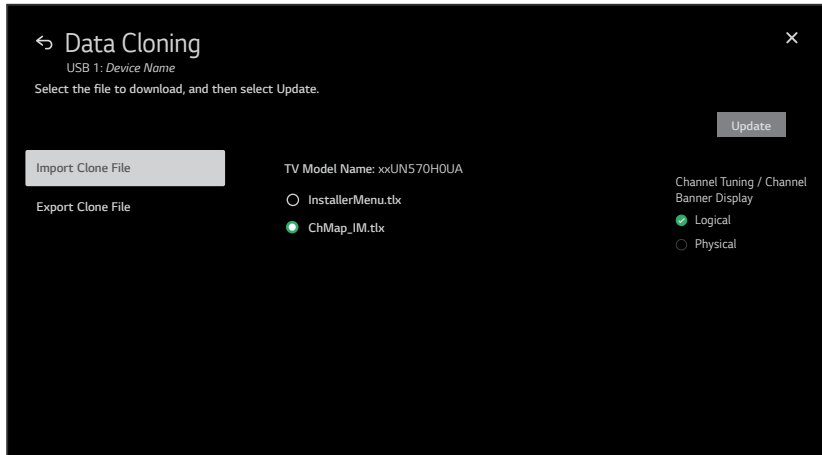 Data Cloning
USB 1: Device Name
Select the file to download, and then select Update.
Update
Import Clone File
Export Clone File
TV Model Name: xxUN570H0UA
InstallerMenu.tlx
ChMap_IM.tlx
Channel Tuning / Channel
Banner Display
Logical
Physical